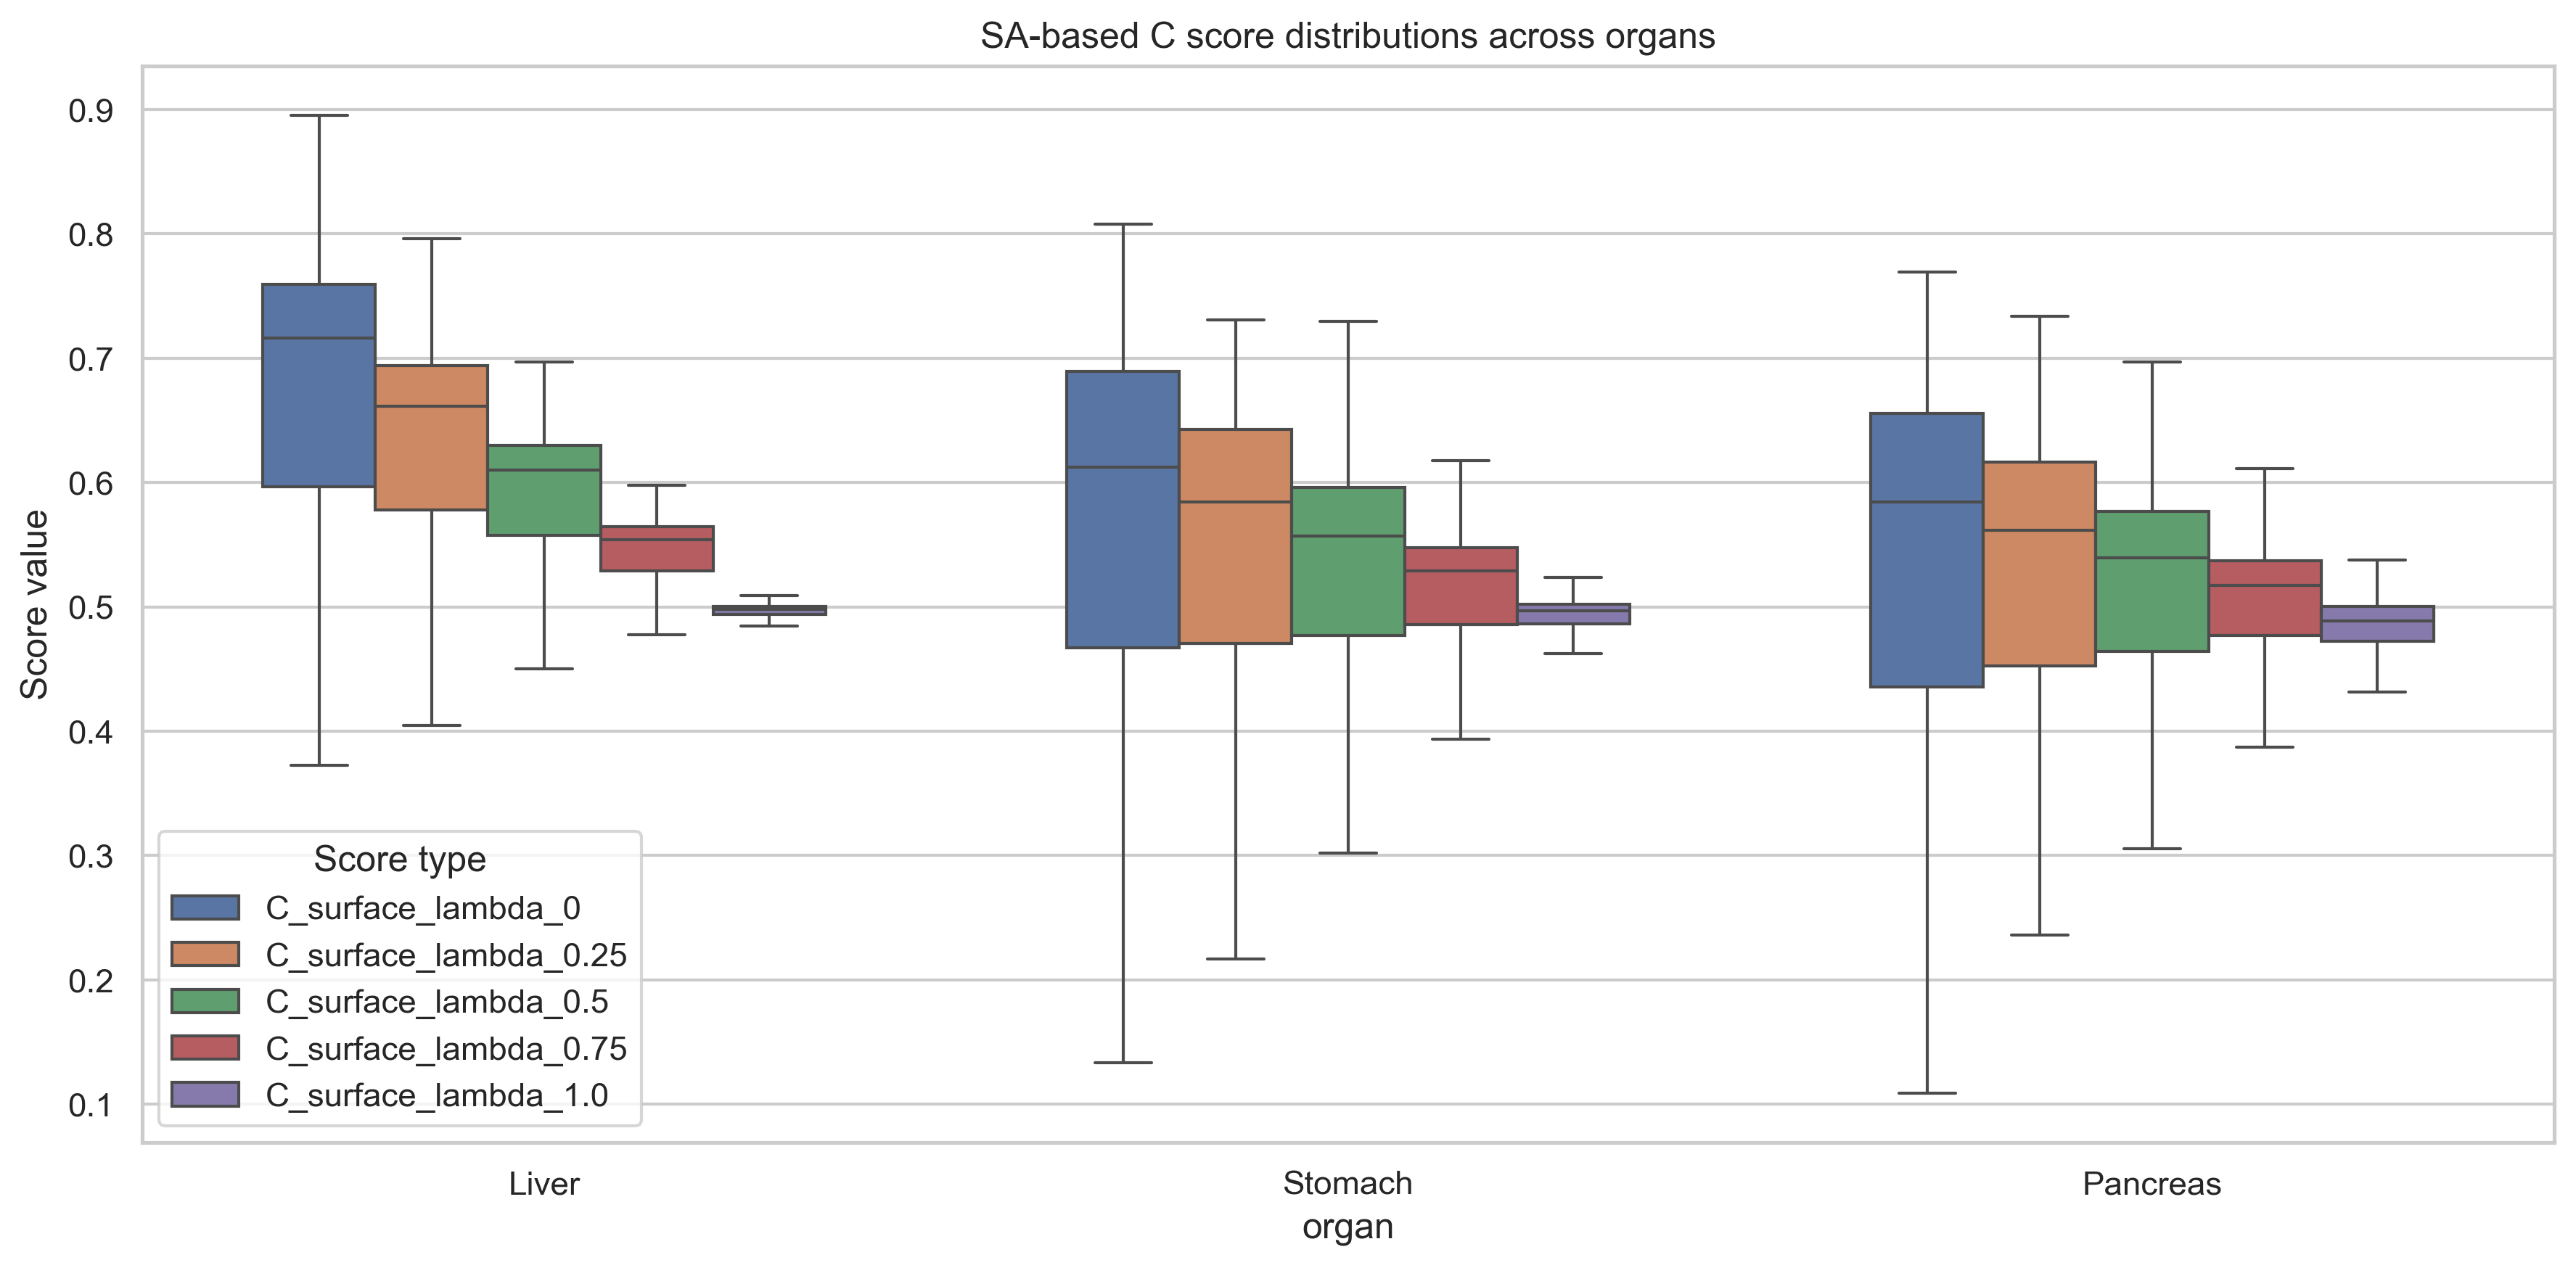 SA-based C score distributions across organs
0.9
0.8
0.7
0.6
0.5
0.4
0.3
0.2
0.1
Score value
Score type
C_surface_lambda_0
C_surface_lambda_0.25
C_surface_lambda_0.5
C_surface_lambda_0.75
C_surface_lambda_1.0
Liver
Stomach
Pancreas
organ